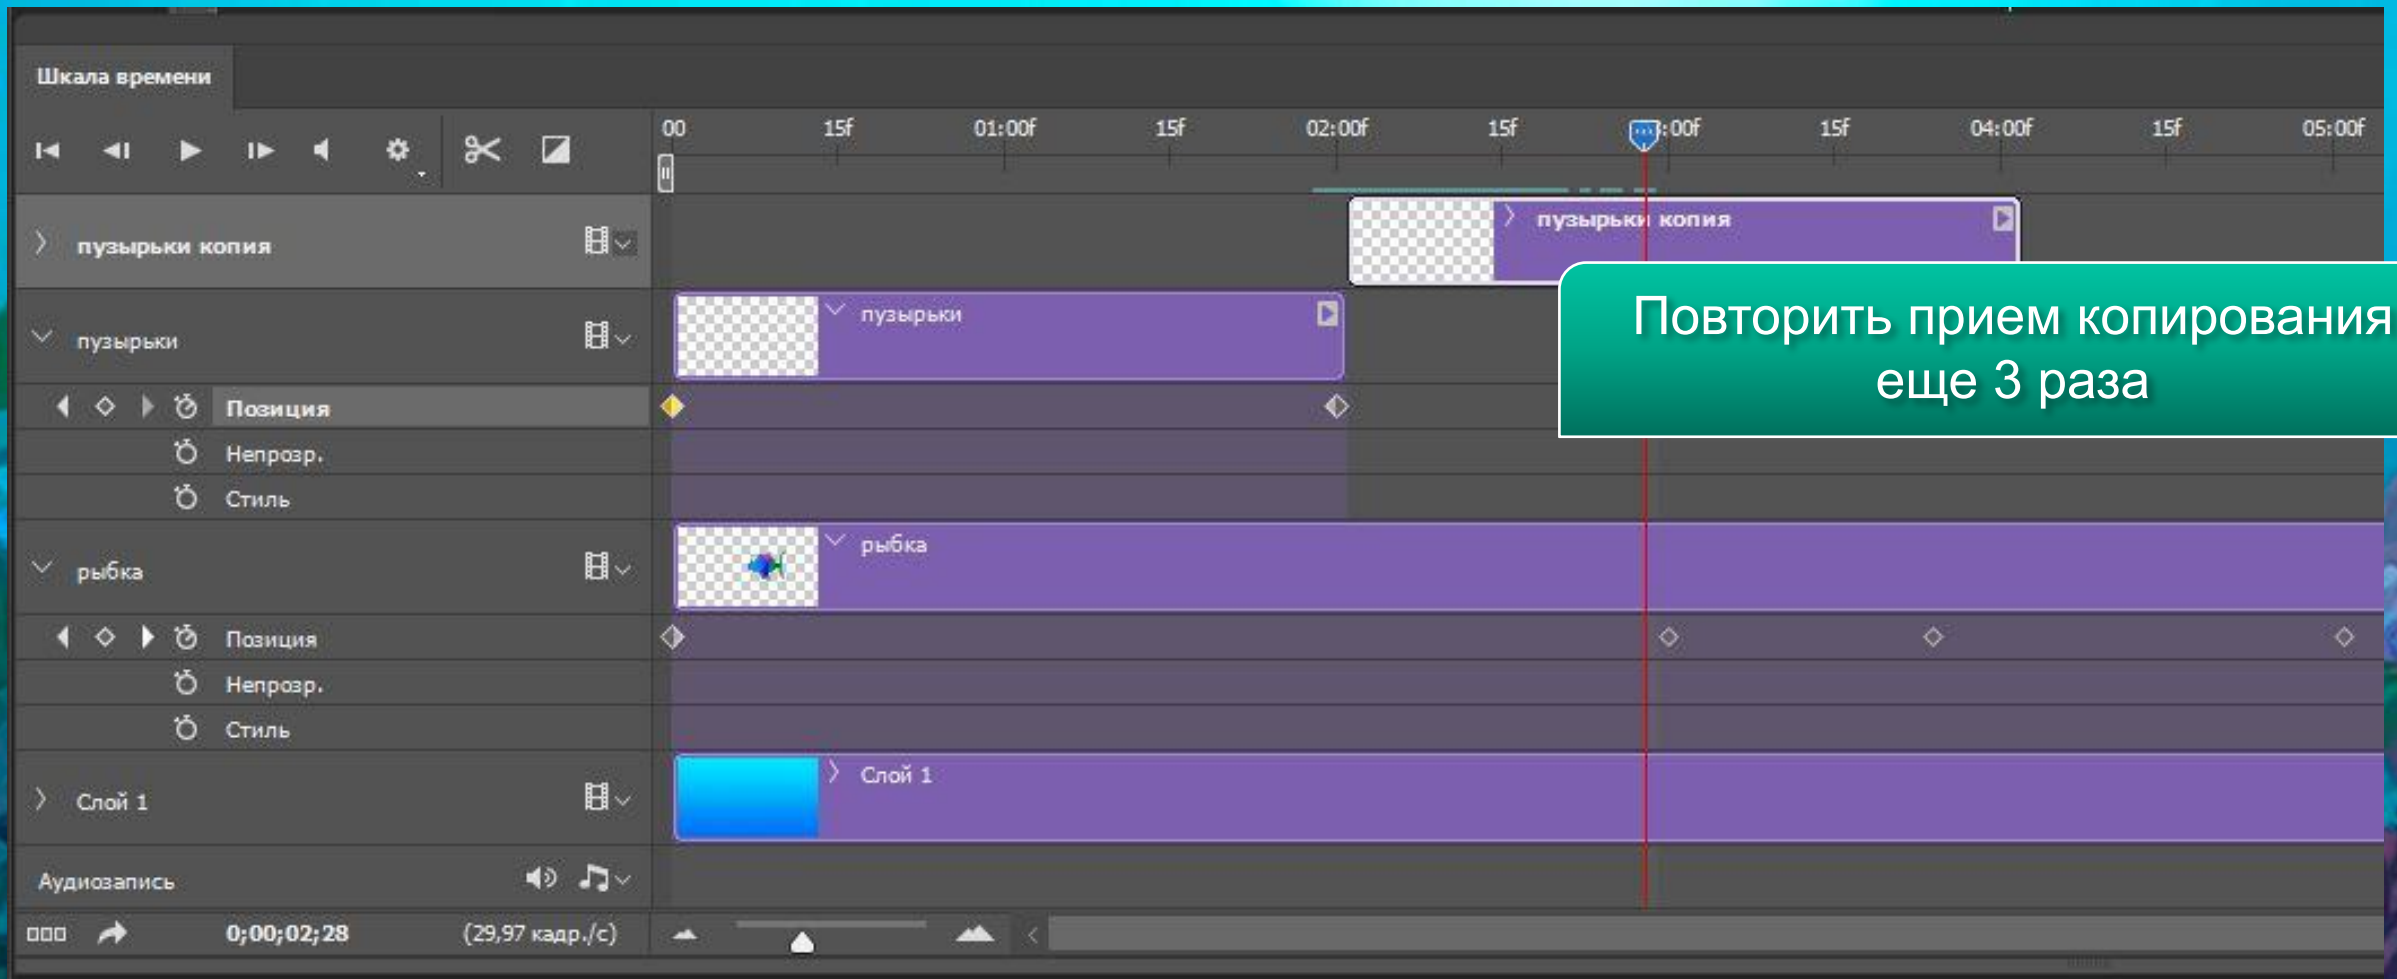 Шкала времени
00 15f 01:00f 15f 02:00f 15f :00f 15f 04:00f 15f 05:00f
пузырьки копия
пузырьки копия
Повторить прием копирования
еще 3 раза
пузырьки
пузырьки
Позиция
Непрозр.
Стиль
рыбка
рыбка
Позиция
Непрозр.
Стиль
Слой 1
Слой 1
Аудиозапись
0;00;02;28 (29,97 кадр./с)